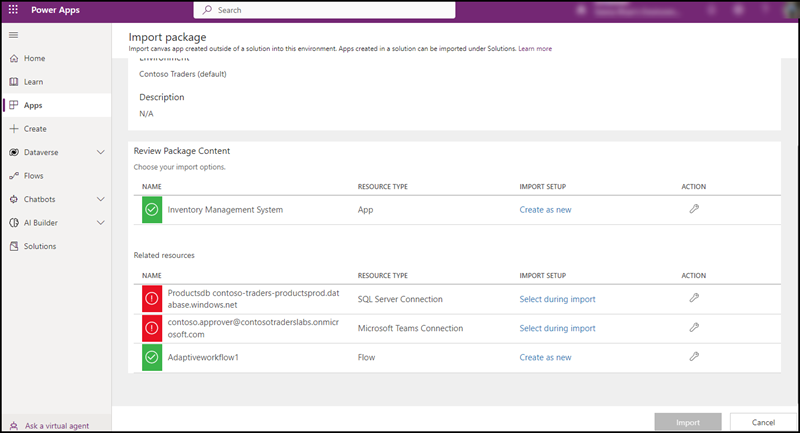 Power Apps
Search
Import package
Import canvas app created outside of a solution into this environment. Apps created in a solution can be imported under Solutions. Learn more
Home
Learn
Apps
Create
Dataverse
Flows
Chatbots
AI Builder
Solutions
Ask a virtual agent
Environment
Contoso Traders (default)
Description
N/A
Review Package Content
Choose your import options.
NAME RESOURCE TYPE IMPORT SETUP ACTION
Inventory Management System App Create as new
Related resources
NAME RESOURCE TYPE IMPORT SETUP ACTION
Productsdb contoso-traders-productsprod.dat
abase.windows.net
SQL Server Connection Select during import
contoso.approver@contosotraderslabs.onmicr
osoft.com
Microsoft Teams Connection Select during import
Adaptiveworkflow1 Flow Create as new
Import Cancel